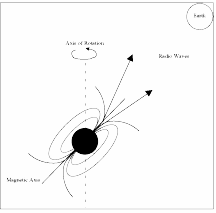 Earth
Axis of Rotation
Radio Waves
Magnetic Axis